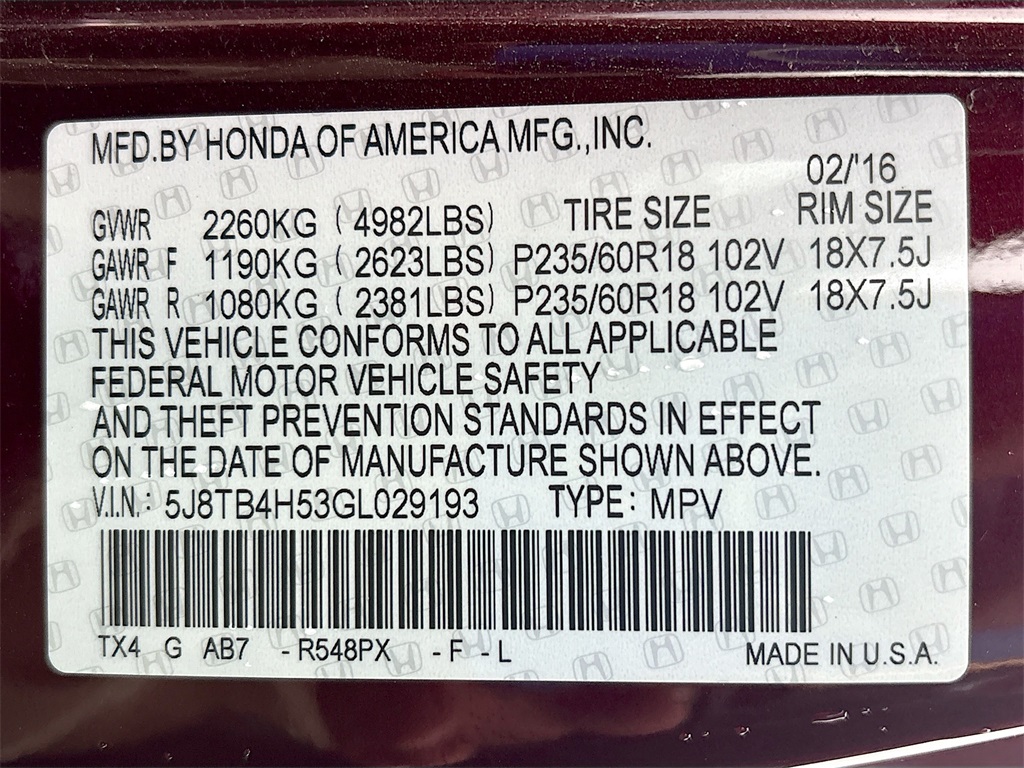 MFD.BY HONDA OF AMERICA MFG.,INC.
02/'16
GVWR 2260KG (4982LBS) TIRE SIZE RIM SIZE
GAWR F 1190KG (2623LBS) P235/60R18 102V 18X7.5J
GAWR R 1080KG (2381LBS) P235/60R18 102V 18X7.5J
THIS VEHICLE CONFORMS TO ALL APPLICABLE
FEDERAL MOTOR VEHICLE SAFETY
AND THEFT PREVENTION STANDARDS IN EFFECT
ON THE DATE OF MANUFACTURE SHOWN ABOVE.
V.I.N.: 5J8TB4H53GL029193 TYPE: MPV
TX4 G AB7 -R548PX -F -L MADE IN U.S.A.